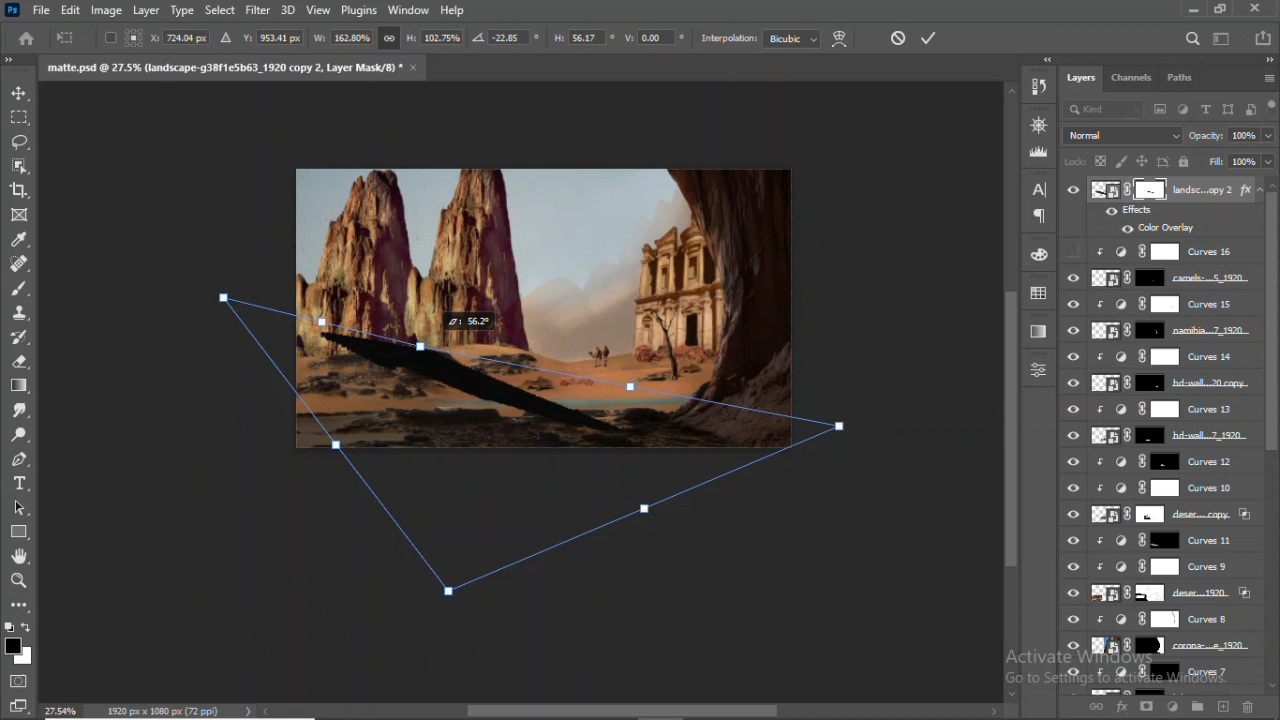 Ps File Edit Image Layer Type Select Filter 3D View Plugins Window Help
X: 724.04 px Y: 953.41 px W: 162.80% H: 102.75% -22.85 ° H: 56.17 ° V: 0.00 ° Interpolation: Bicubic
matte.psd @ 27.5% (landscape-g38f1e5b63_1920 copy 2, Layer Mask/8) *
Layers Channels Paths
Kind
Normal Opacity: 100%
Lock: Fill: 100%
landsc...opy 2 fx
Effects
Color Overlay
Curves 16
camels-...5_1920
Curves 15
namibia...7_1920
Curves 14
hd-wall...20 copy
Curves 13
hd-wall...7_1920
Curves 12
Curves 10
deser... copy
Curves 11
Curves 9
deser...1920
Curves 8
corona-...e_1920
Curves 7
: 56.2°
Activate Windows
Go to Settings to activate Windows.
27.54% 1920 px x 1080 px (72 ppi)